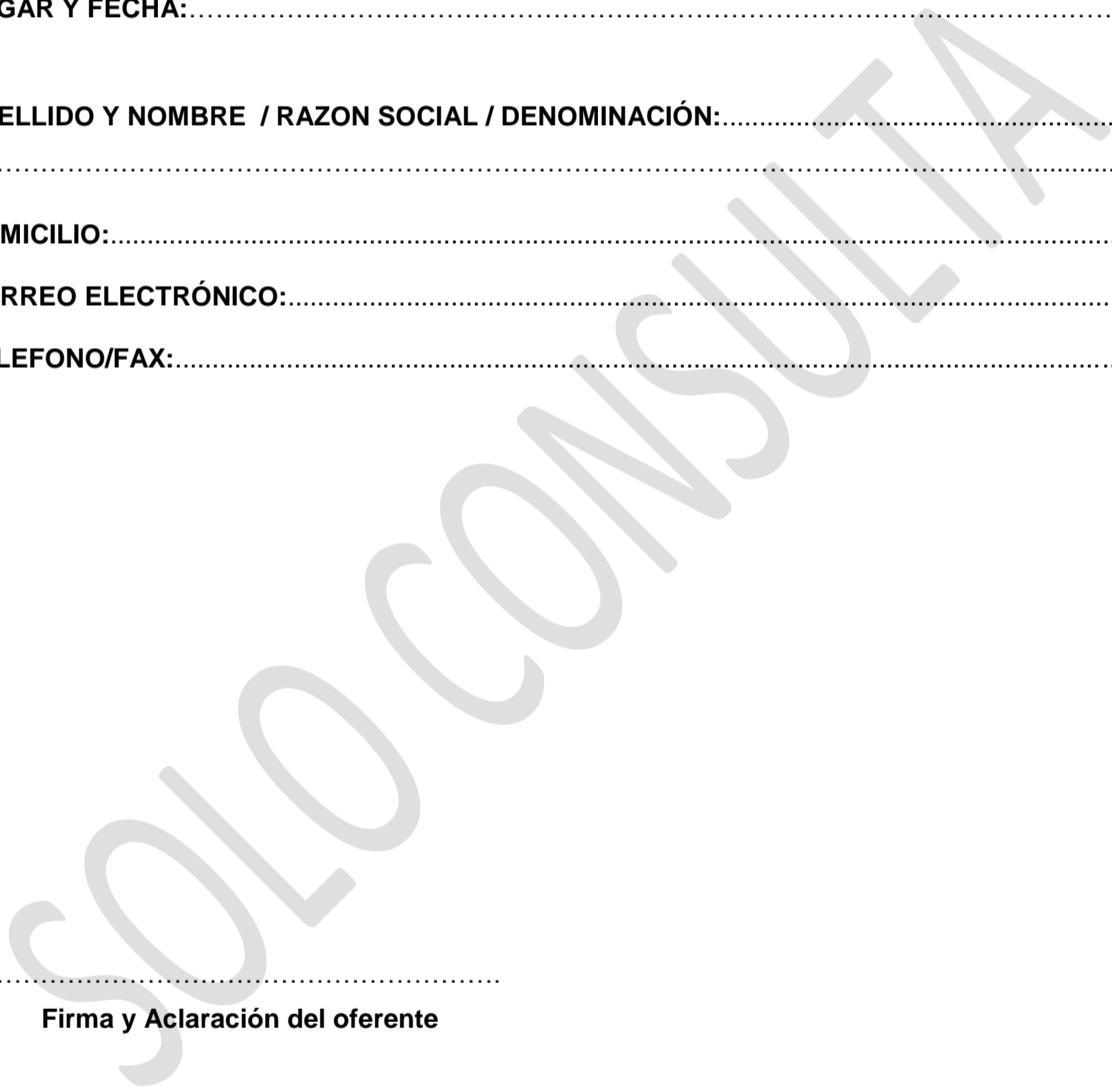 GAR Y FECHA:....................................................................................................
ELLIDO Y NOMBRE / RAZON SOCIAL / DENOMINACIÓN:....................................................
....................................................................................................
MICILIO:....................................................................................................
RREO ELECTRÓNICO:....................................................................................................
LEFONO/FAX:....................................................................................................
SOLO CONSULTA
....................................................................
Firma y Aclaración del oferente